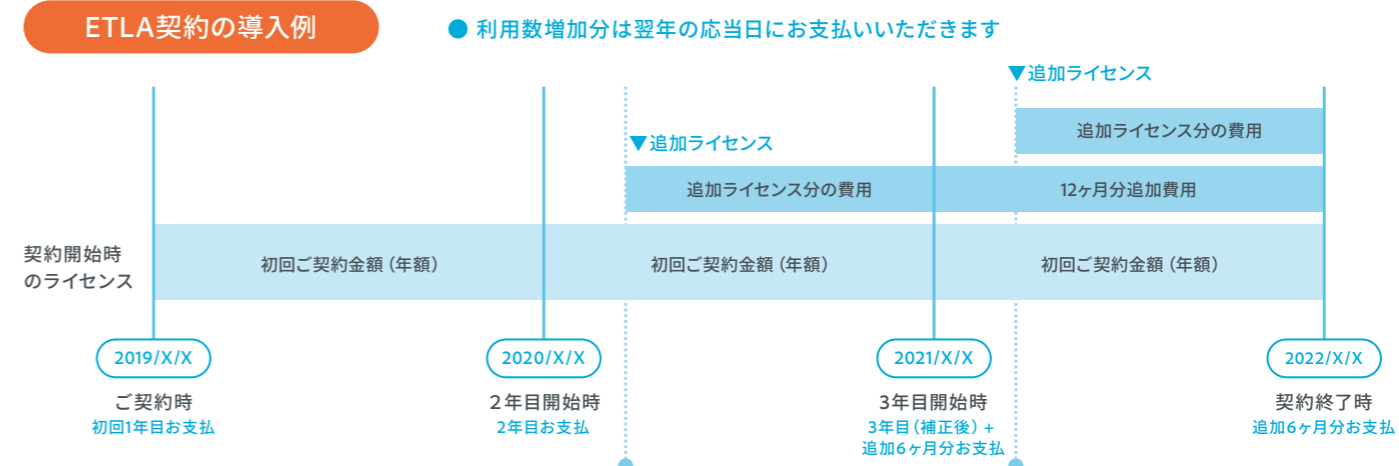 ETLA契約の導入例
● 利用数増加分は翌年の応当日にお支払いいただきます
▼追加ライセンス
追加ライセンス分の費用
▼追加ライセンス
追加ライセンス分の費用
12ヶ月分追加費用
契約開始時
のライセンス
初回ご契約金額（年額）
初回ご契約金額（年額）
初回ご契約金額（年額）
2019/X/X
2020/X/X
2021/X/X
2022/X/X
ご契約時
初回1年目お支払
２年目開始時
2年目お支払
3年目開始時
3年目（補正後）+
追加6ヶ月分お支払
契約終了時
追加6ヶ月分お支払